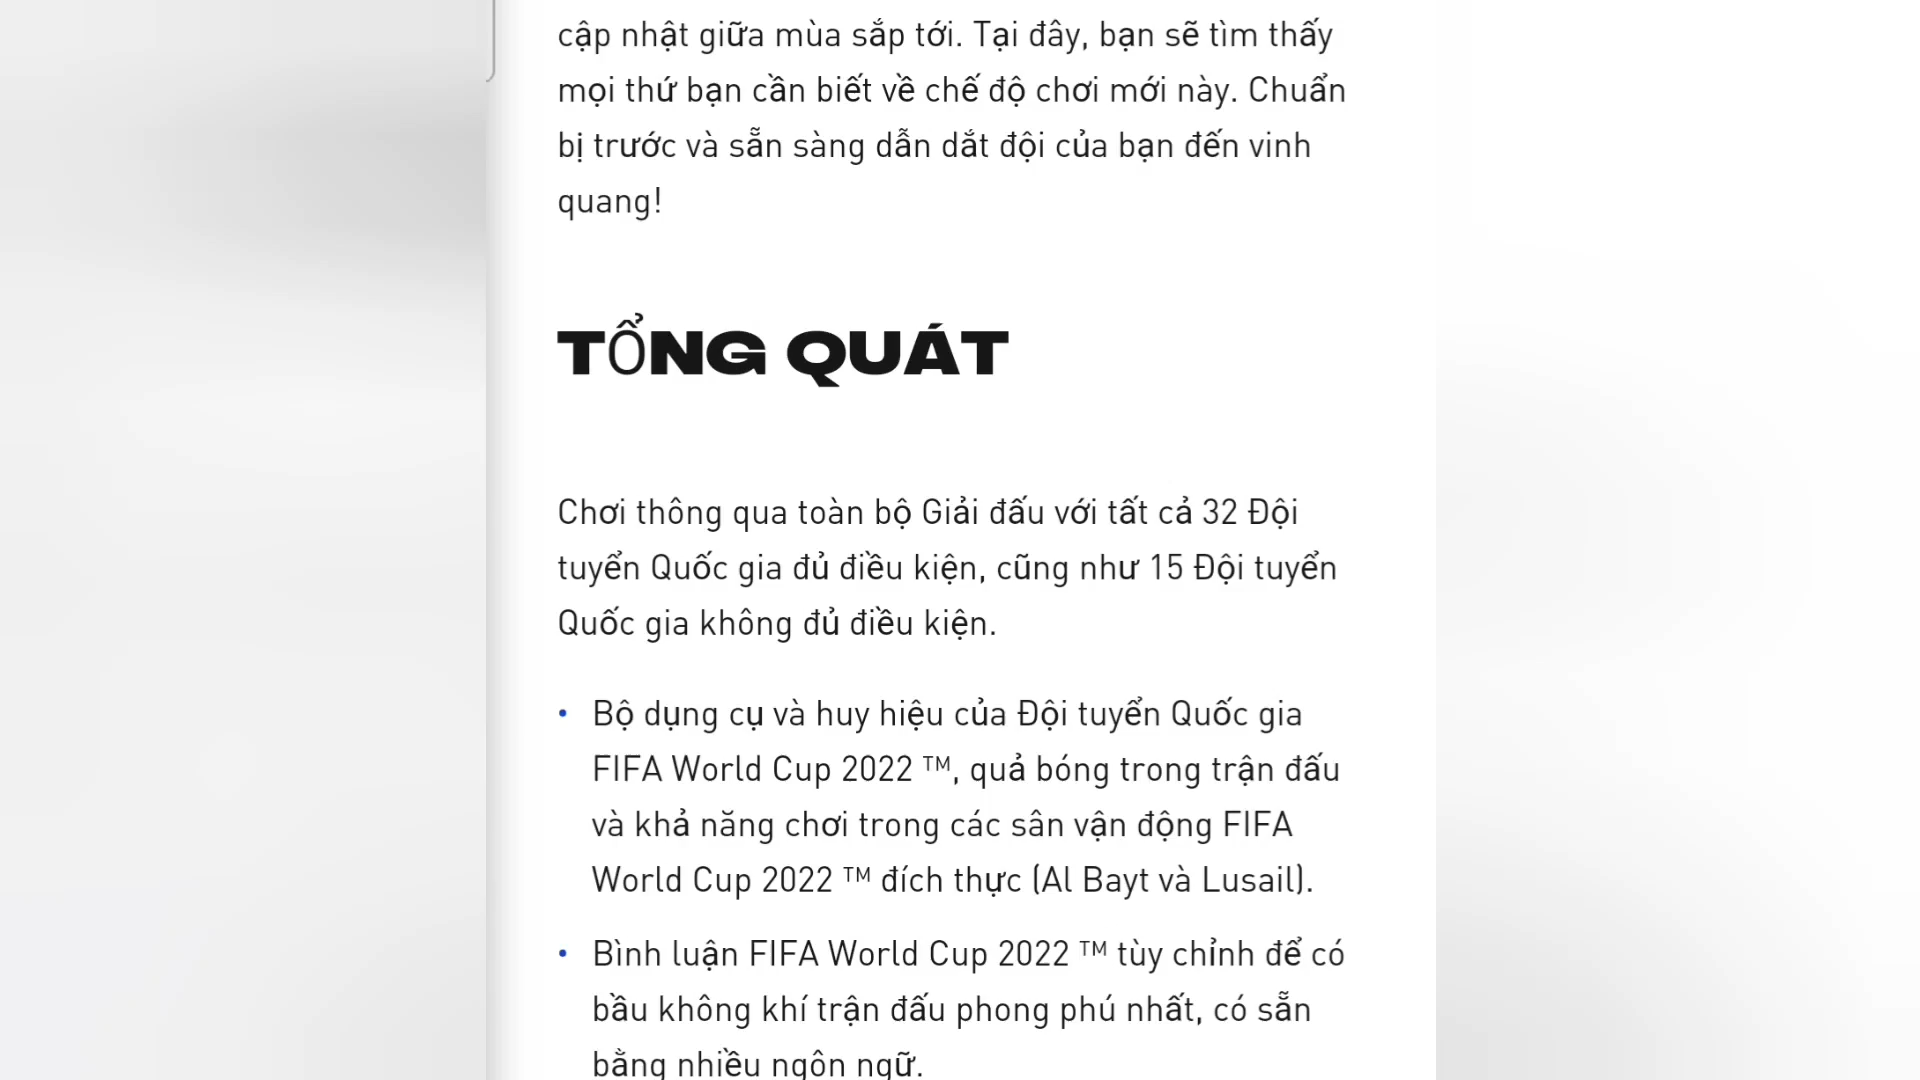 cập nhật giữa mùa sắp tới. Tại đây, bạn sẽ tìm thấy
mọi thứ bạn cần biết về chế độ chơi mới này. Chuẩn
bị trước và sẵn sàng dẫn dắt đội của bạn đến vinh
quang!
TỔNG QUÁT
Chơi thông qua toàn bộ Giải đấu với tất cả 32 Đội
tuyển Quốc gia đủ điều kiện, cũng như 15 Đội tuyển
Quốc gia không đủ điều kiện.
• Bộ dụng cụ và huy hiệu của Đội tuyển Quốc gia
FIFA World Cup 2022 ™, quả bóng trong trận đấu
và khả năng chơi trong các sân vận động FIFA
World Cup 2022 ™ đích thực (Al Bayt và Lusail).
• Bình luận FIFA World Cup 2022 ™ tùy chỉnh để có
bầu không khí trận đấu phong phú nhất, có sẵn
bằng nhiều ngôn ngữ.